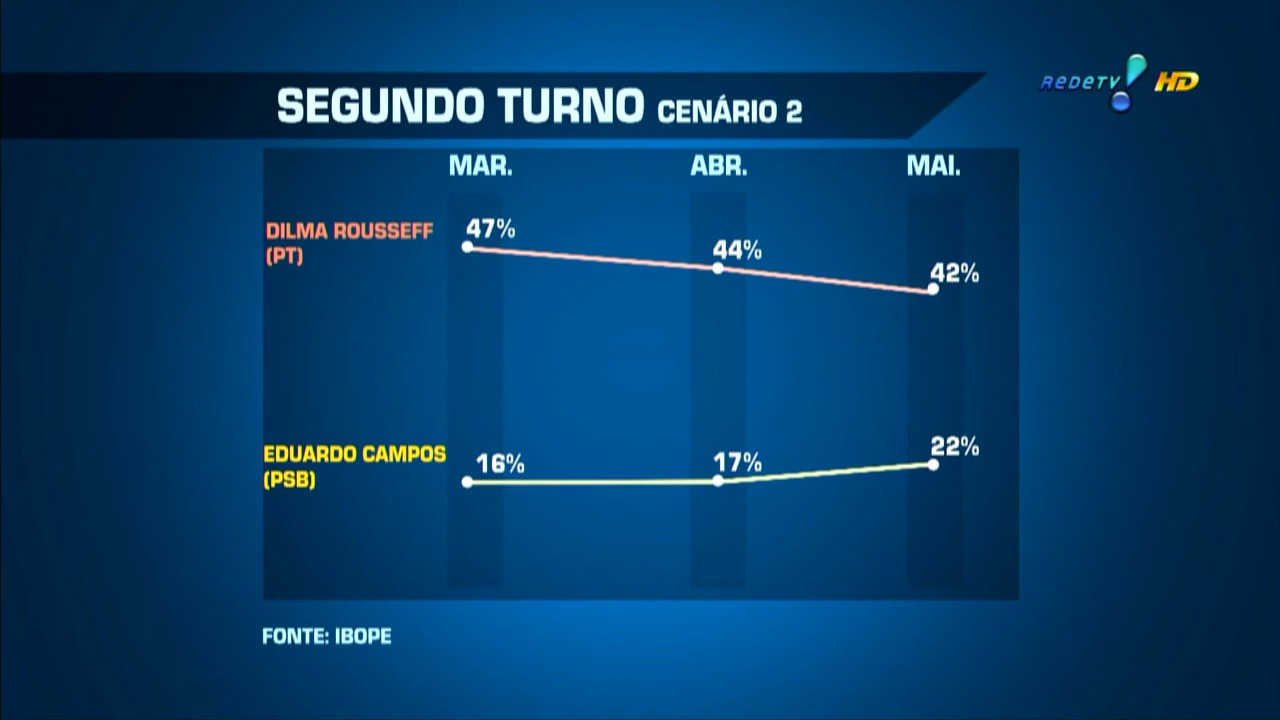 SEGUNDO TURNO CENÁRIO 2
REDETV! HD
MAR. ABR. MAI.
DILMA ROUSSEFF
(PT)
47% 44% 42%
EDUARDO CAMPOS
(PSB)
16% 17% 22%
FONTE: IBOPE